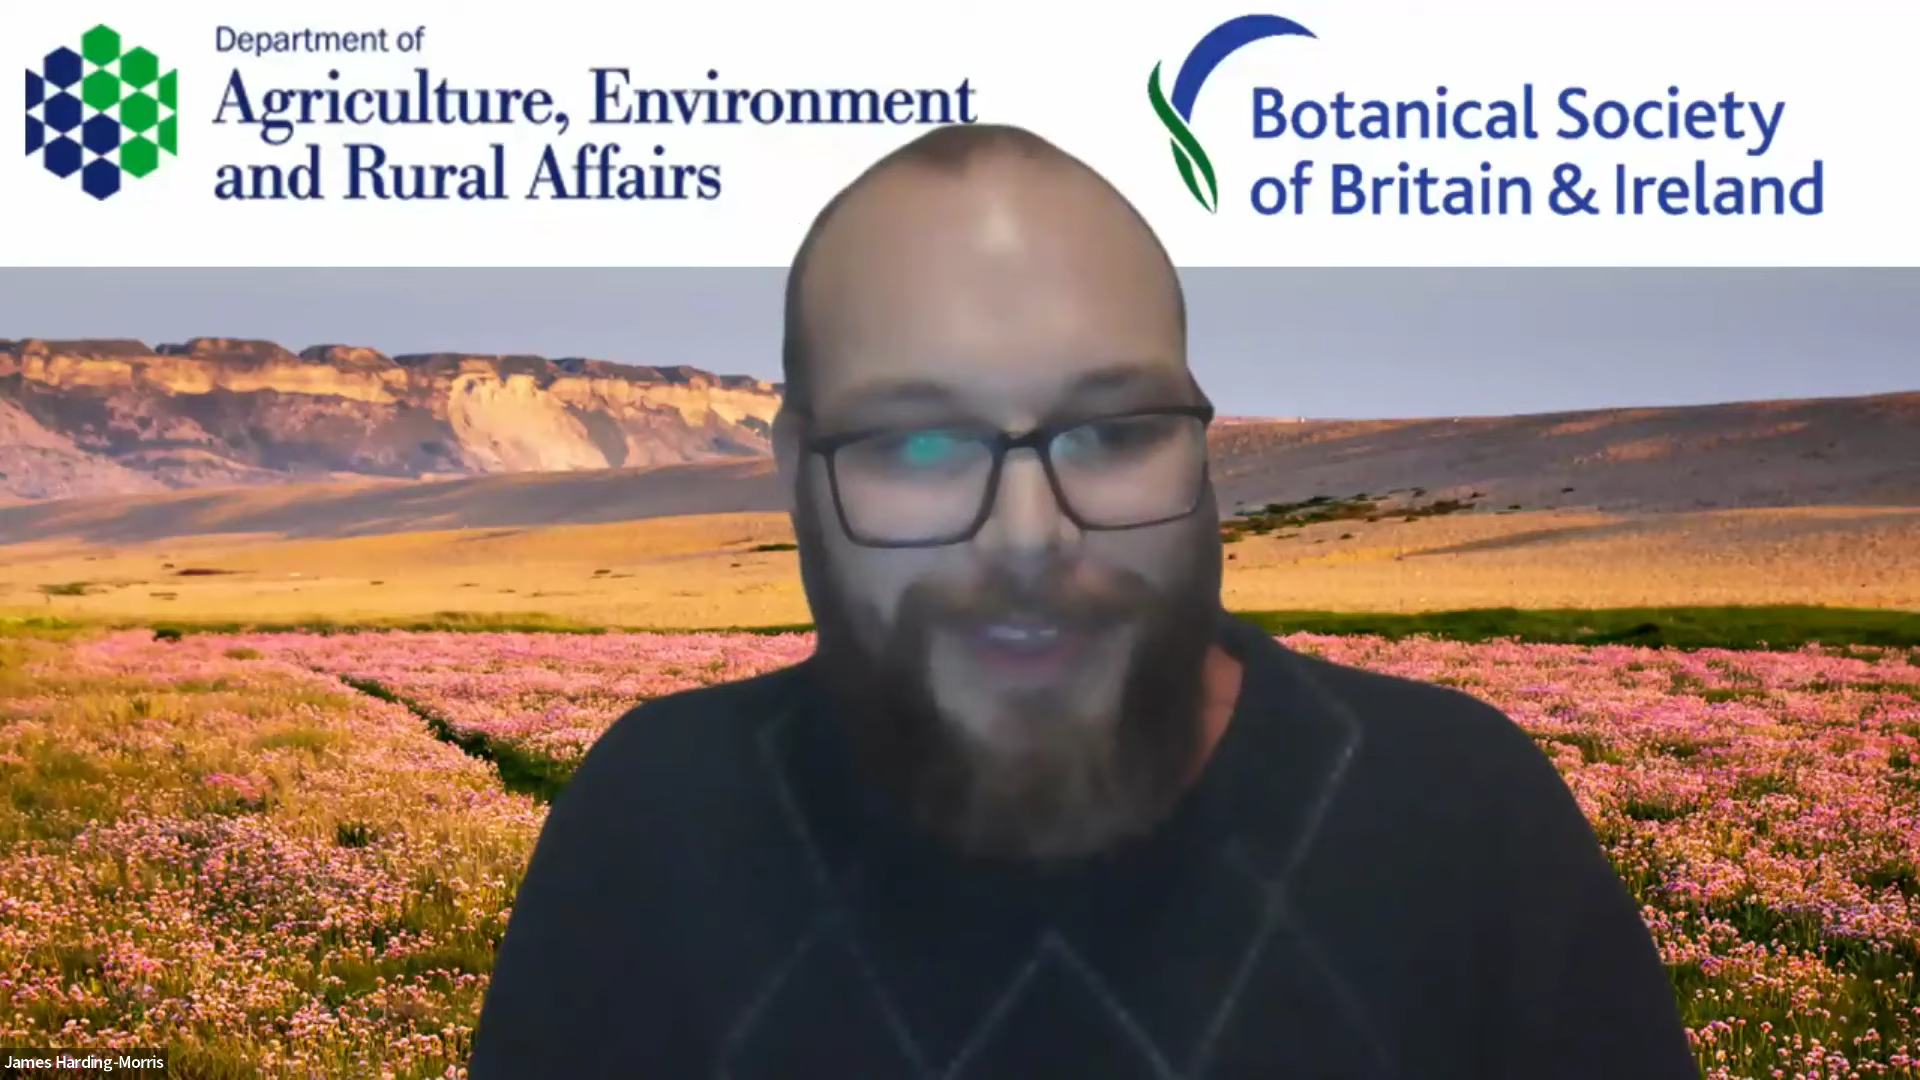 Department of
Agriculture, Environment
and Rural Affairs
Botanical Society
of Britain & Ireland
James Harding-Morris